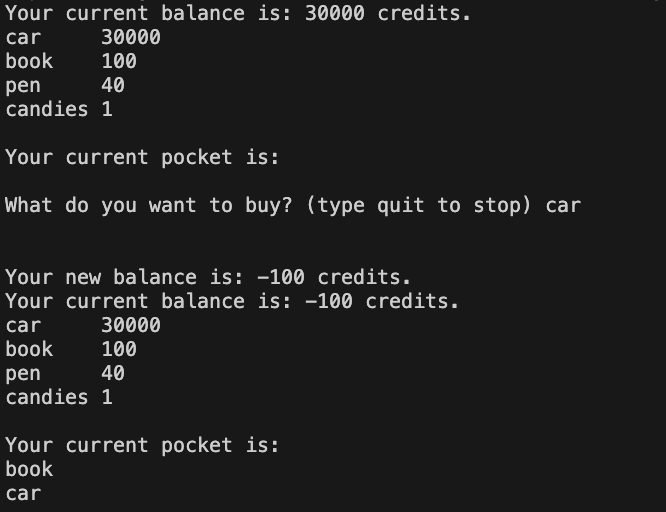 Your current balance is: 30000 credits.
car     30000
book    100
pen     40
candies 1
Your current pocket is:
What do you want to buy? (type quit to stop) car
Your new balance is: -100 credits.
Your current balance is: -100 credits.
car     30000
book    100
pen     40
candies 1
Your current pocket is:
book
car